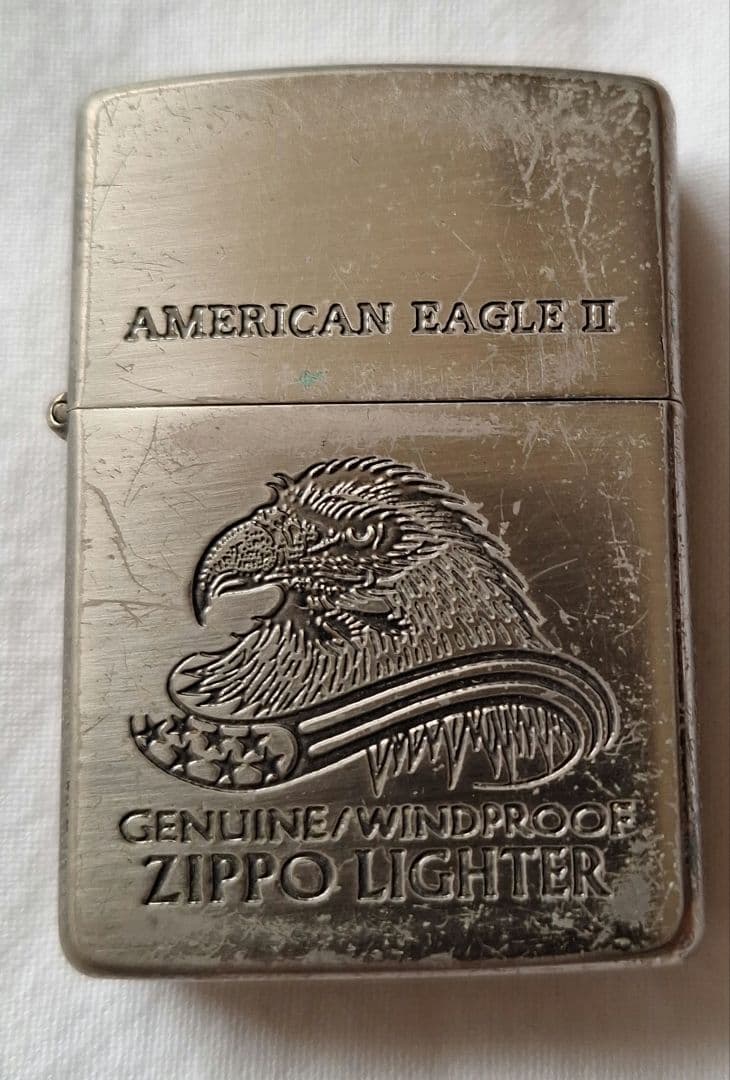 AMERICAN EAGLE II
GENUINE/WINDPROOF
ZIPPO LIGHTER